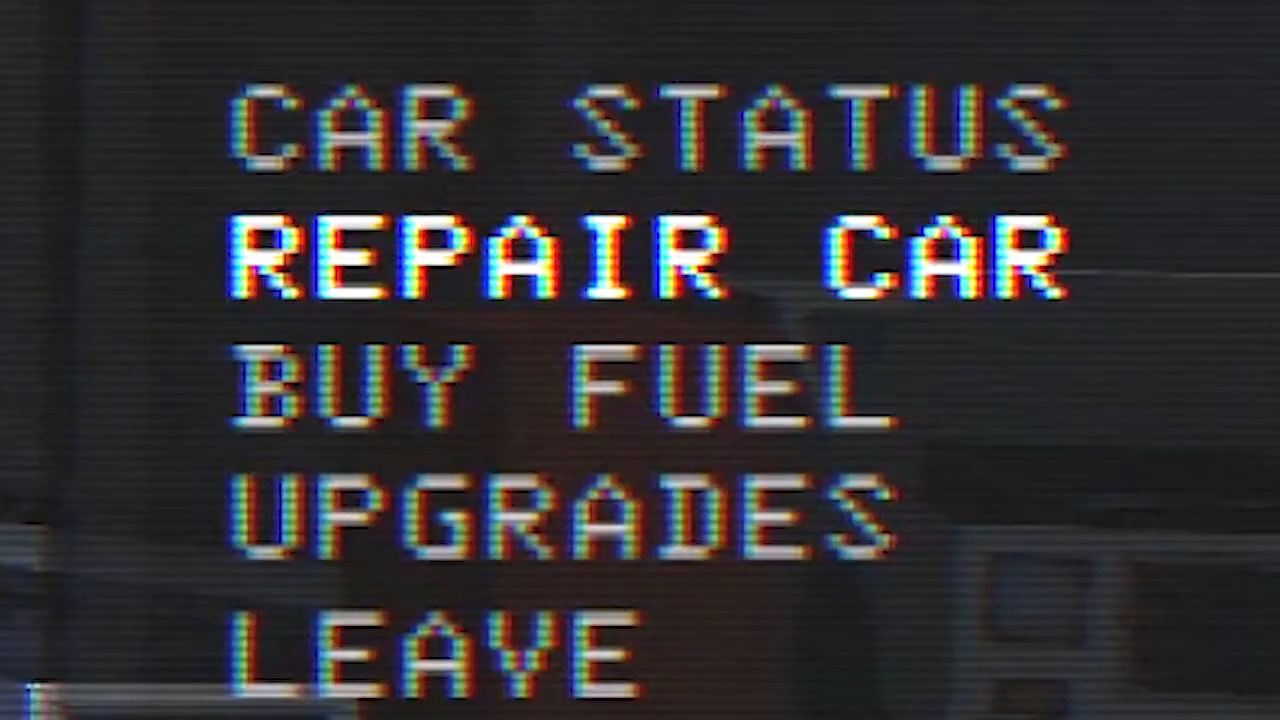 CAR STATUS
REPAIR CAR
BUY FUEL
UPGRADES
LEAVE